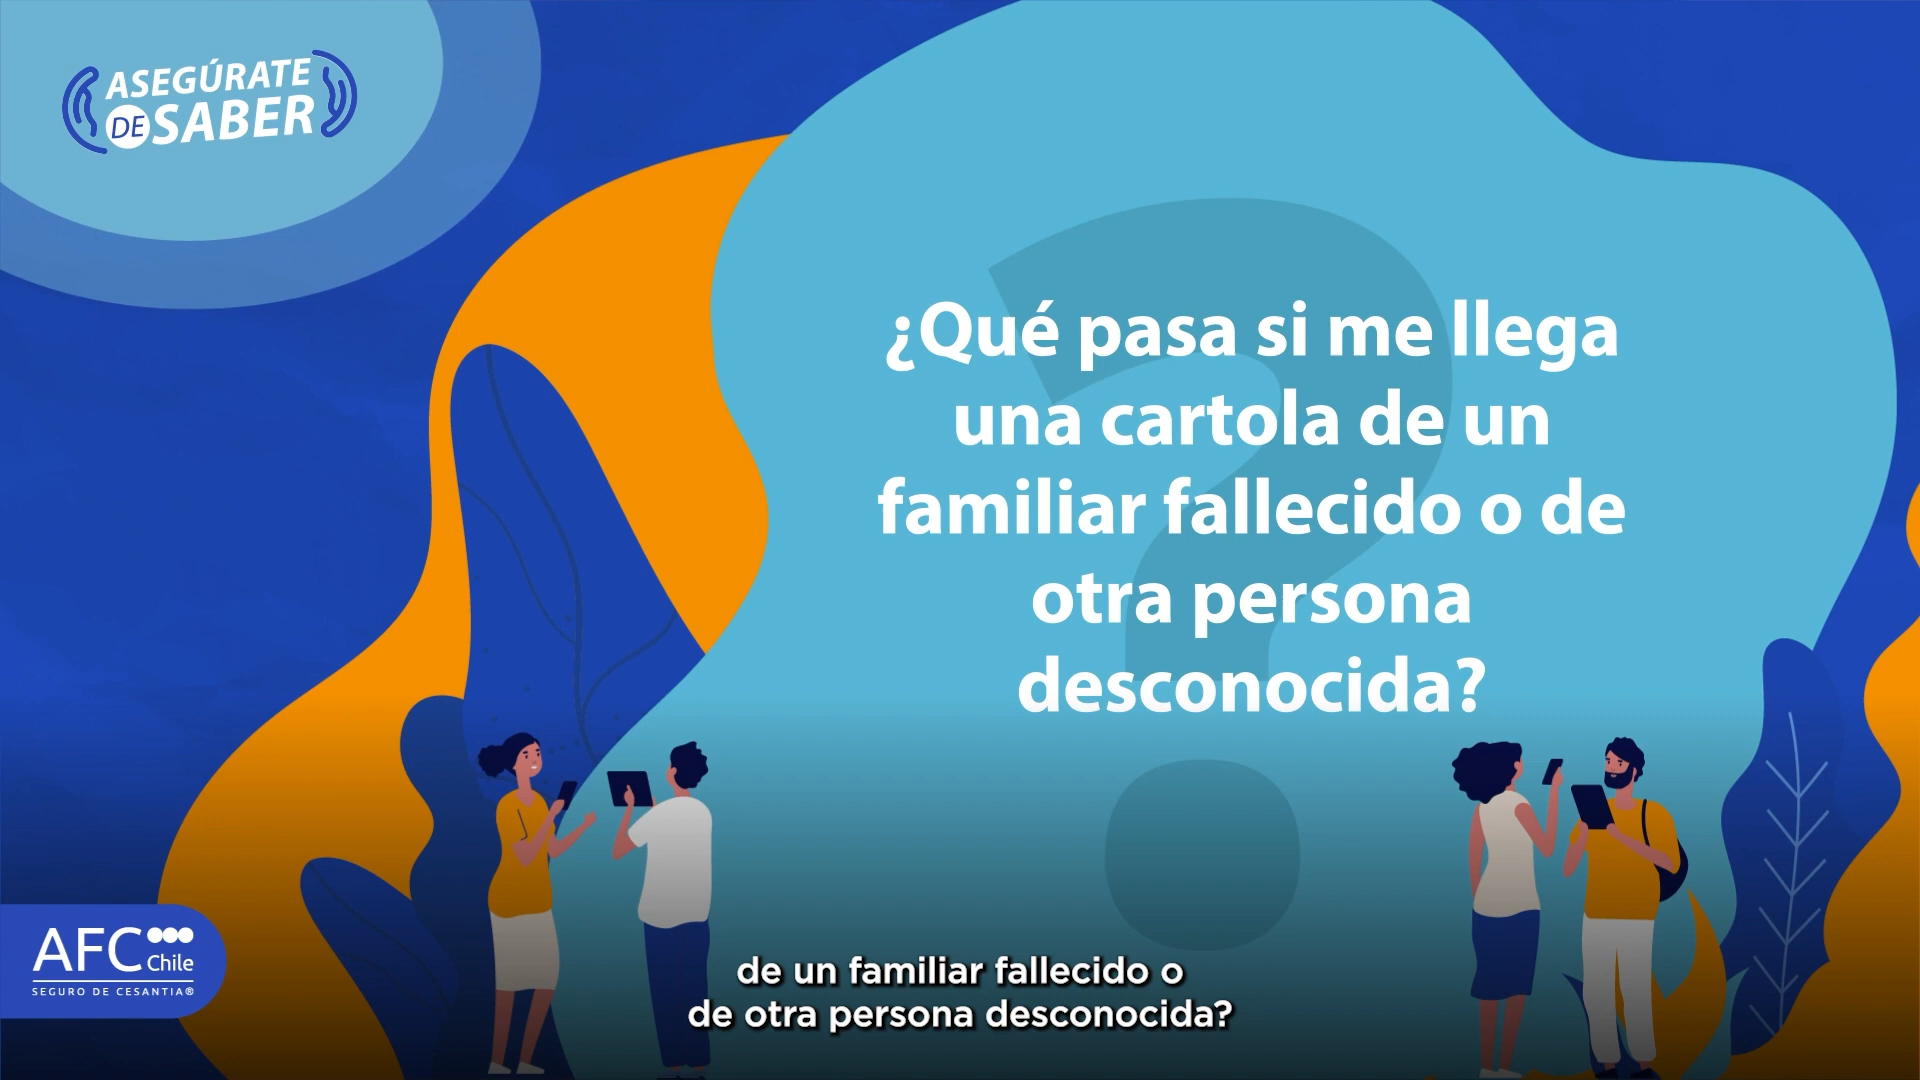 ASEGÚRATE
DE SABER
¿Qué pasa si me llega
una cartola de un
familiar fallecido o de
otra persona
desconocida?
AFC
Chile
SEGURO DE CESANTIA®
de un familiar fallecido o
de otra persona desconocida?